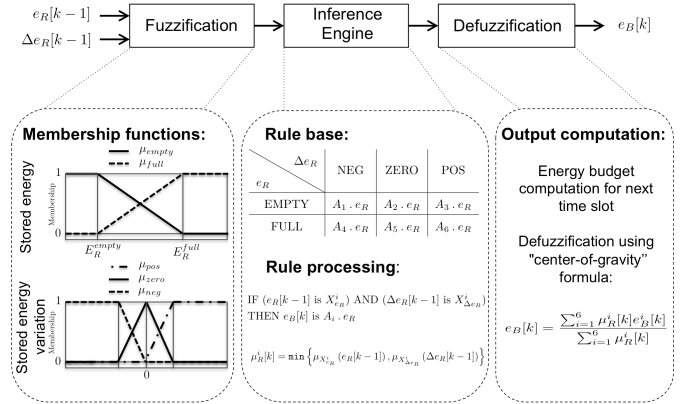 e_R[k − 1]
Δe_R[k − 1]
Fuzzification
Inference
Engine
Defuzzification
e_B[k]
Membership functions:
μ_empty
μ_full
Stored energy
Membership
1
0
E_R^empty
E_R^full
μ_pos
μ_zero
μ_neg
Stored energy
variation
Membership
1
0
0
Rule base:
Δe_R
e_R
NEG ZERO POS
EMPTY A_1 . e_R A_2 . e_R A_3 . e_R
FULL A_4 . e_R A_5 . e_R A_6 . e_R
Rule processing:
IF (e_R[k−1] is X^i_{e_R}) AND (Δe_R[k−1] is X^i_{Δe_R})
THEN e_B[k] is A_i . e_R
μ^i_R[k] = min { μ_{X^i_{e_R}} (e_R[k−1]) , μ_{X^i_{Δe_R}} (Δe_R[k−1]) }
Output computation:
Energy budget
computation for next
time slot
Defuzzification using
"center-of-gravity"
formula:
e_B[k] = ∑_{i=1}^{6} μ^i_R[k] e^i_B[k] / ∑_{i=1}^{6} μ^i_R[k]